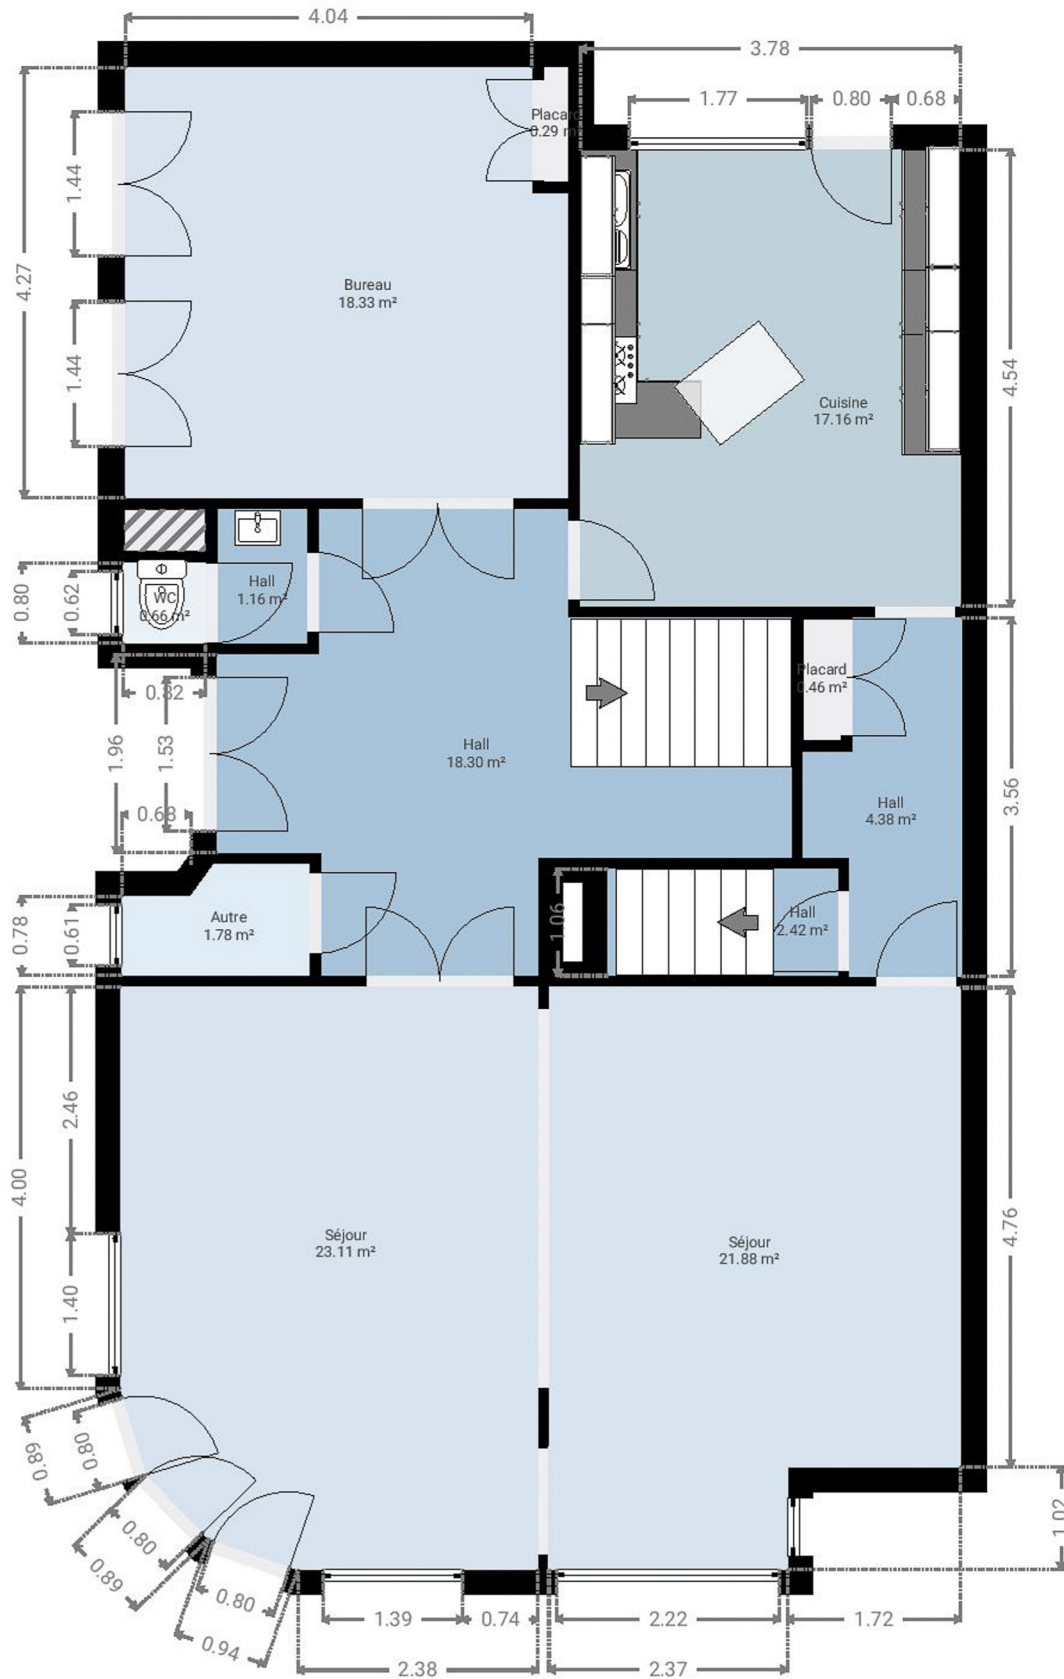 4.04
3.78
1.77
0.80
0.68
Placard
0.29 m²
1.44
4.27
Bureau
18.33 m²
1.44
4.54
Cuisine
17.16 m²
0.80
0.62
WC
0.66 m²
Hall
1.16 m²
0.82
1.96
1.53
0.68
Hall
18.30 m²
Placard
0.46 m²
3.56
Hall
4.38 m²
0.78
0.61
Autre
1.78 m²
1.06
Hall
2.42 m²
2.46
4.00
1.40
Séjour
23.11 m²
Séjour
21.88 m²
4.76
0.89
0.80
0.80
0.89
0.80
0.94
1.02
1.39
0.74
2.22
1.72
2.38
2.37